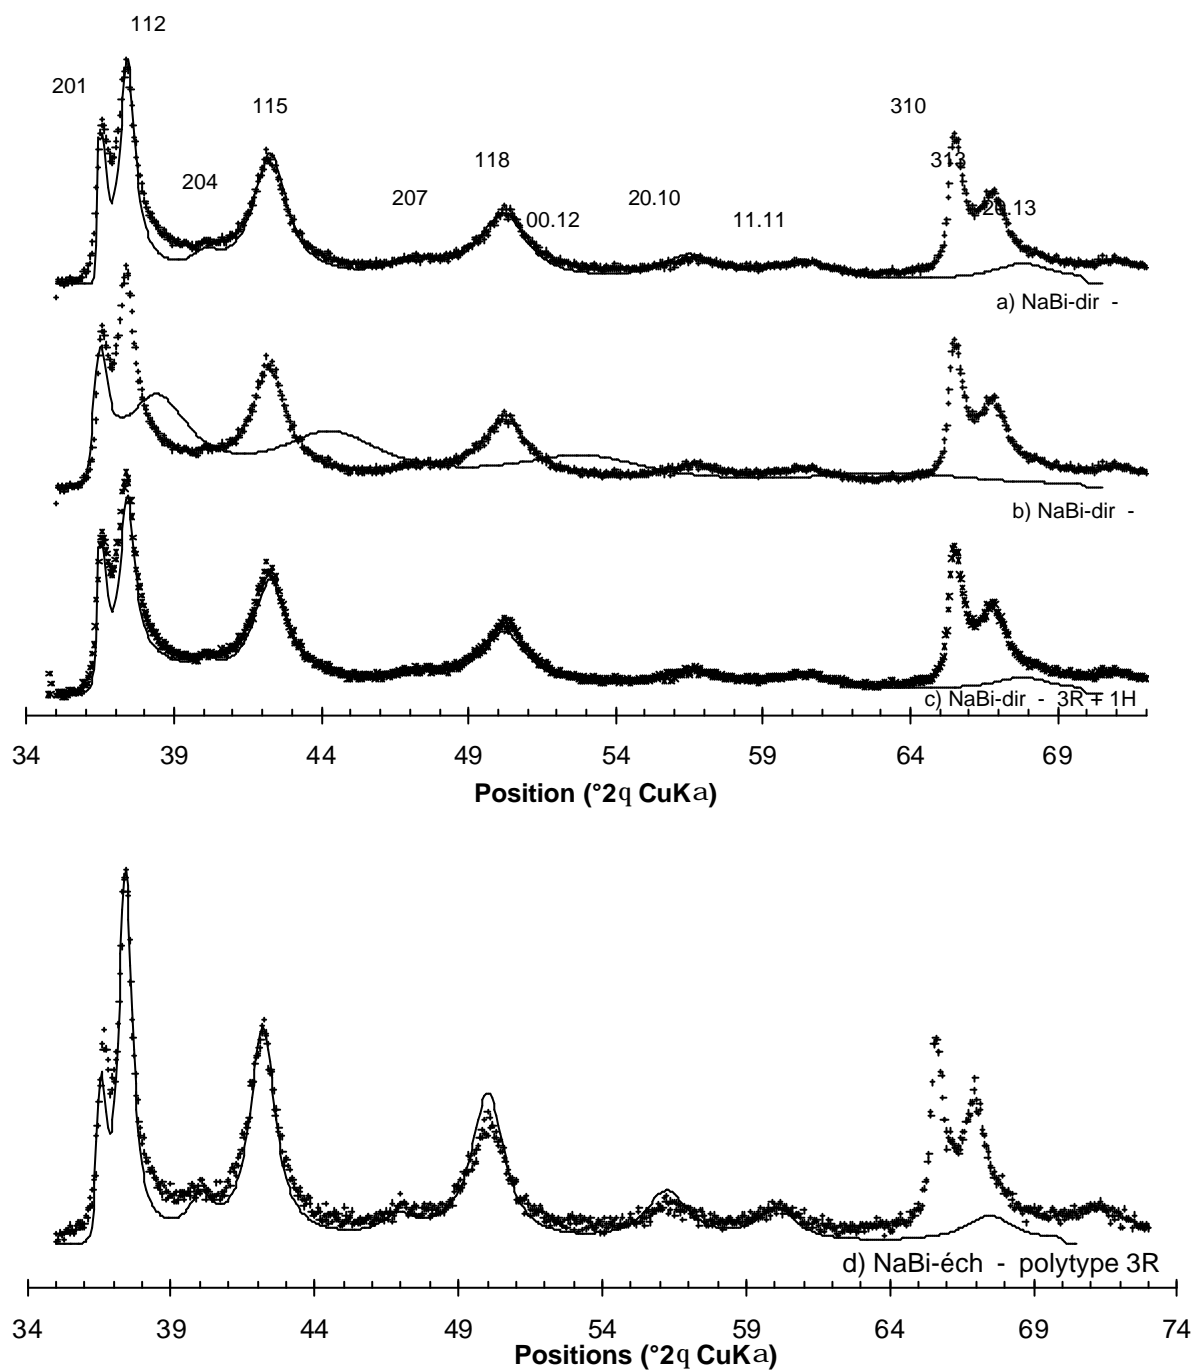 112
201
115
310
118
313
204
207
20.10
00.12
11.11
20.13
a) NaBi-dir -
b) NaBi-dir -
c) NaBi-dir - 3R + 1H
34 39 44 49 54 59 64 69
Position (°2q CuKa)
d) NaBi-éch - polytype 3R
34 39 44 49 54 59 64 69 74
Positions (°2q CuKa)